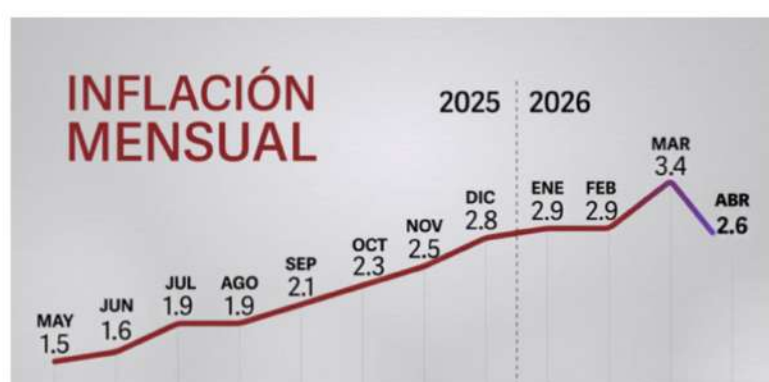 INFLACIÓN
MENSUAL
2025
2026
MAY
1.5
JUN
1.6
JUL
1.9
AGO
1.9
SEP
2.1
OCT
2.3
NOV
2.5
DIC
2.8
ENE
2.9
FEB
2.9
MAR
3.4
ABR
2.6